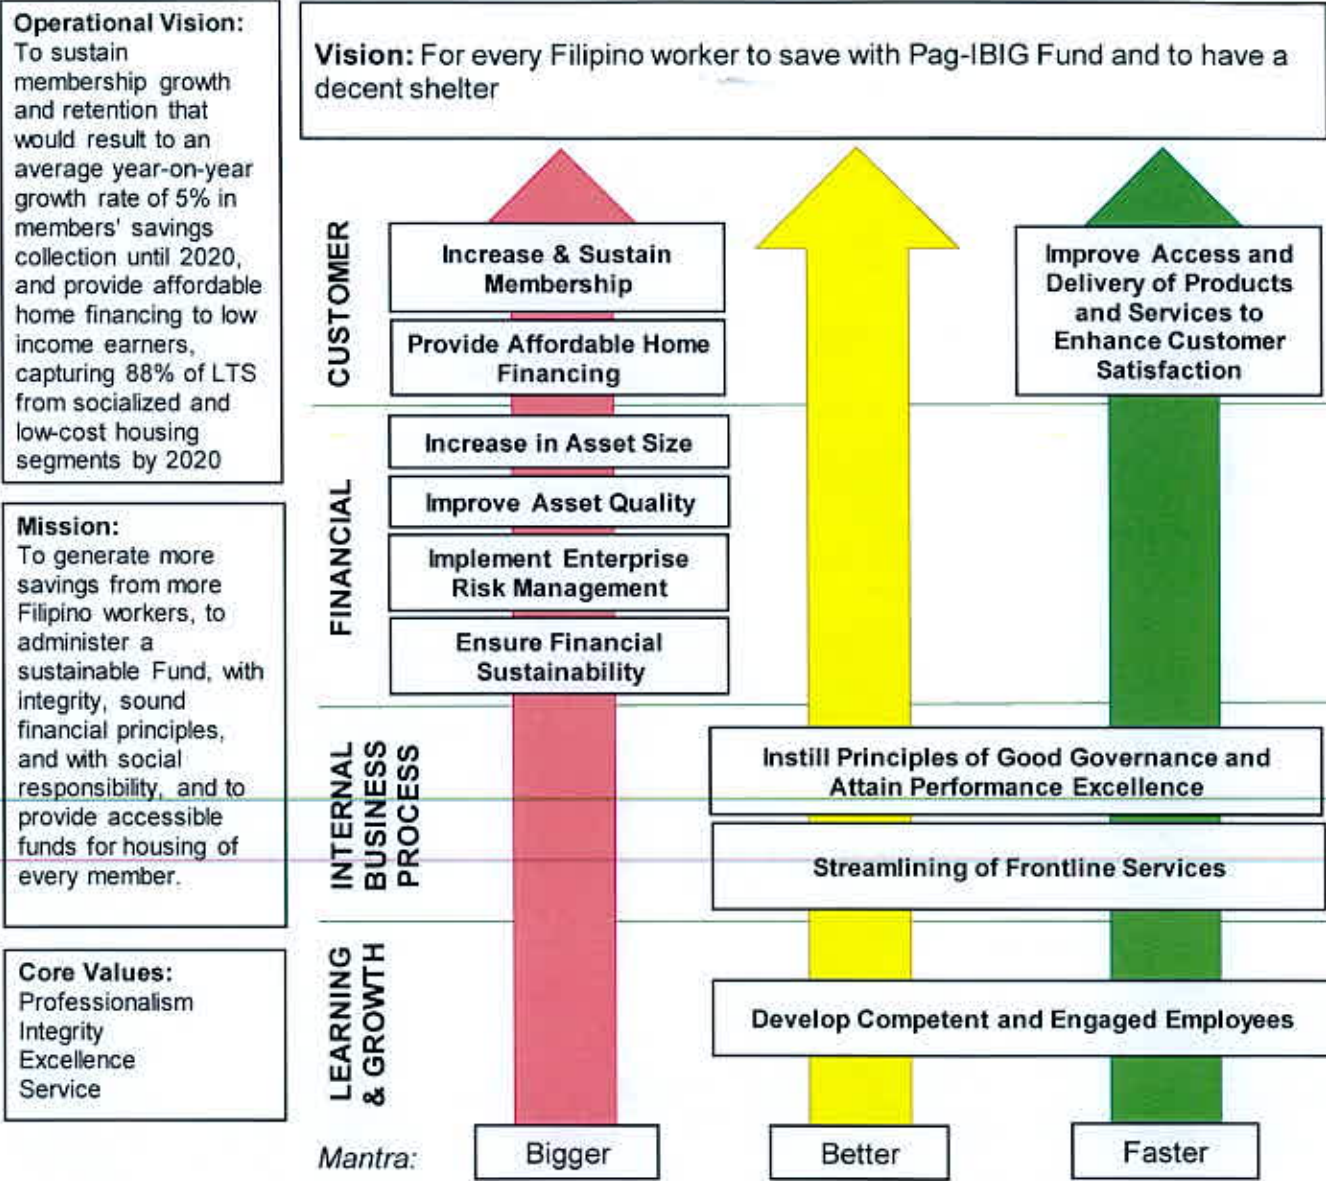 Operational Vision:
To sustain
membership growth
and retention that
would result to an
average year-on-year
growth rate of 5% in
members' savings
collection until 2020,
and provide affordable
home financing to low
income earners,
capturing 88% of LTS
from socialized and
low-cost housing
segments by 2020
Mission:
To generate more
savings from more
Filipino workers, to
administer a
sustainable Fund, with
integrity, sound
financial principles,
and with social
responsibility, and to
provide accessible
funds for housing of
every member.
Core Values:
Professionalism
Integrity
Excellence
Service
Vision: For every Filipino worker to save with Pag-IBIG Fund and to have a
decent shelter
CUSTOMER
Increase & Sustain
Membership
Provide Affordable Home
Financing
Improve Access and
Delivery of Products
and Services to
Enhance Customer
Satisfaction
FINANCIAL
Increase in Asset Size
Improve Asset Quality
Implement Enterprise
Risk Management
Ensure Financial
Sustainability
INTERNAL
BUSINESS
PROCESS
Instill Principles of Good Governance and
Attain Performance Excellence
Streamlining of Frontline Services
LEARNING
& GROWTH
Develop Competent and Engaged Employees
Mantra:
Bigger
Better
Faster